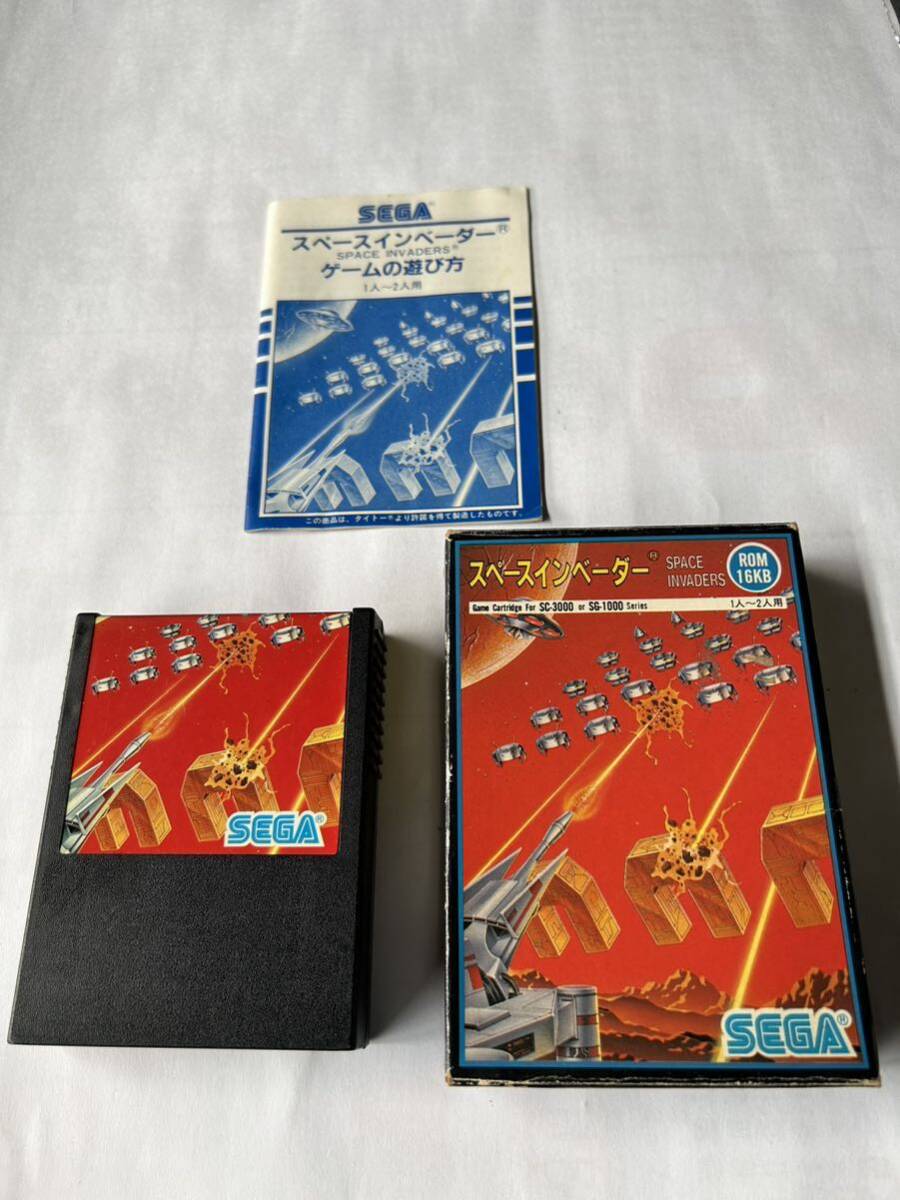 SEGA®
スペースインベーダー®
SPACE INVADERS®
ゲームの遊び方
1人〜2人用
この商品は、タイトー®より許諾を得て製造したものです。
スペースインベーダー®
SPACE
INVADERS
ROM
16KB
Game Cartridge For SC-3000 or SG-1000 Series
1人〜2人用
SEGA®
SEGA®